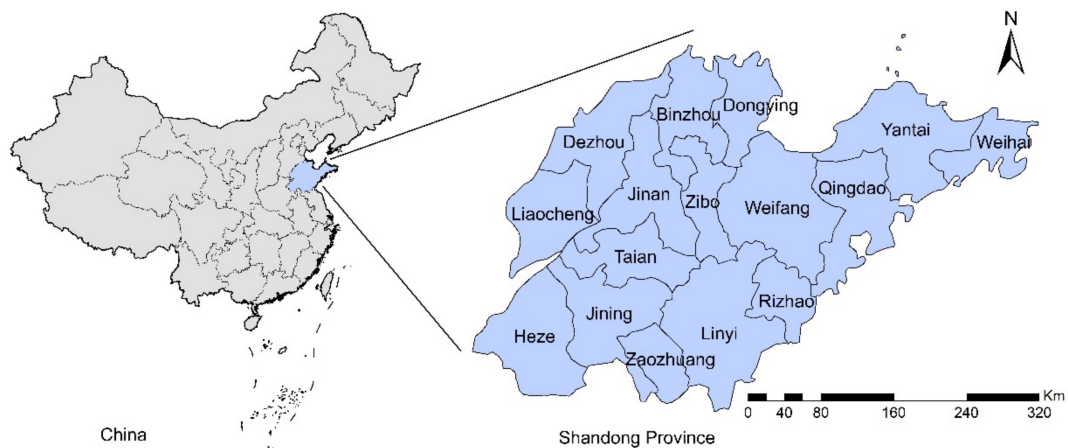 N
Dongying
Binzhou
Yantai
Dezhou
Weihai
Qingdao
Jinan
Zibo
Weifang
Liaocheng
Taian
Rizhao
Jining
Heze
Linyi
Zaozhuang
Km
0 20 40 80 160 240 320
China
Shandong Province